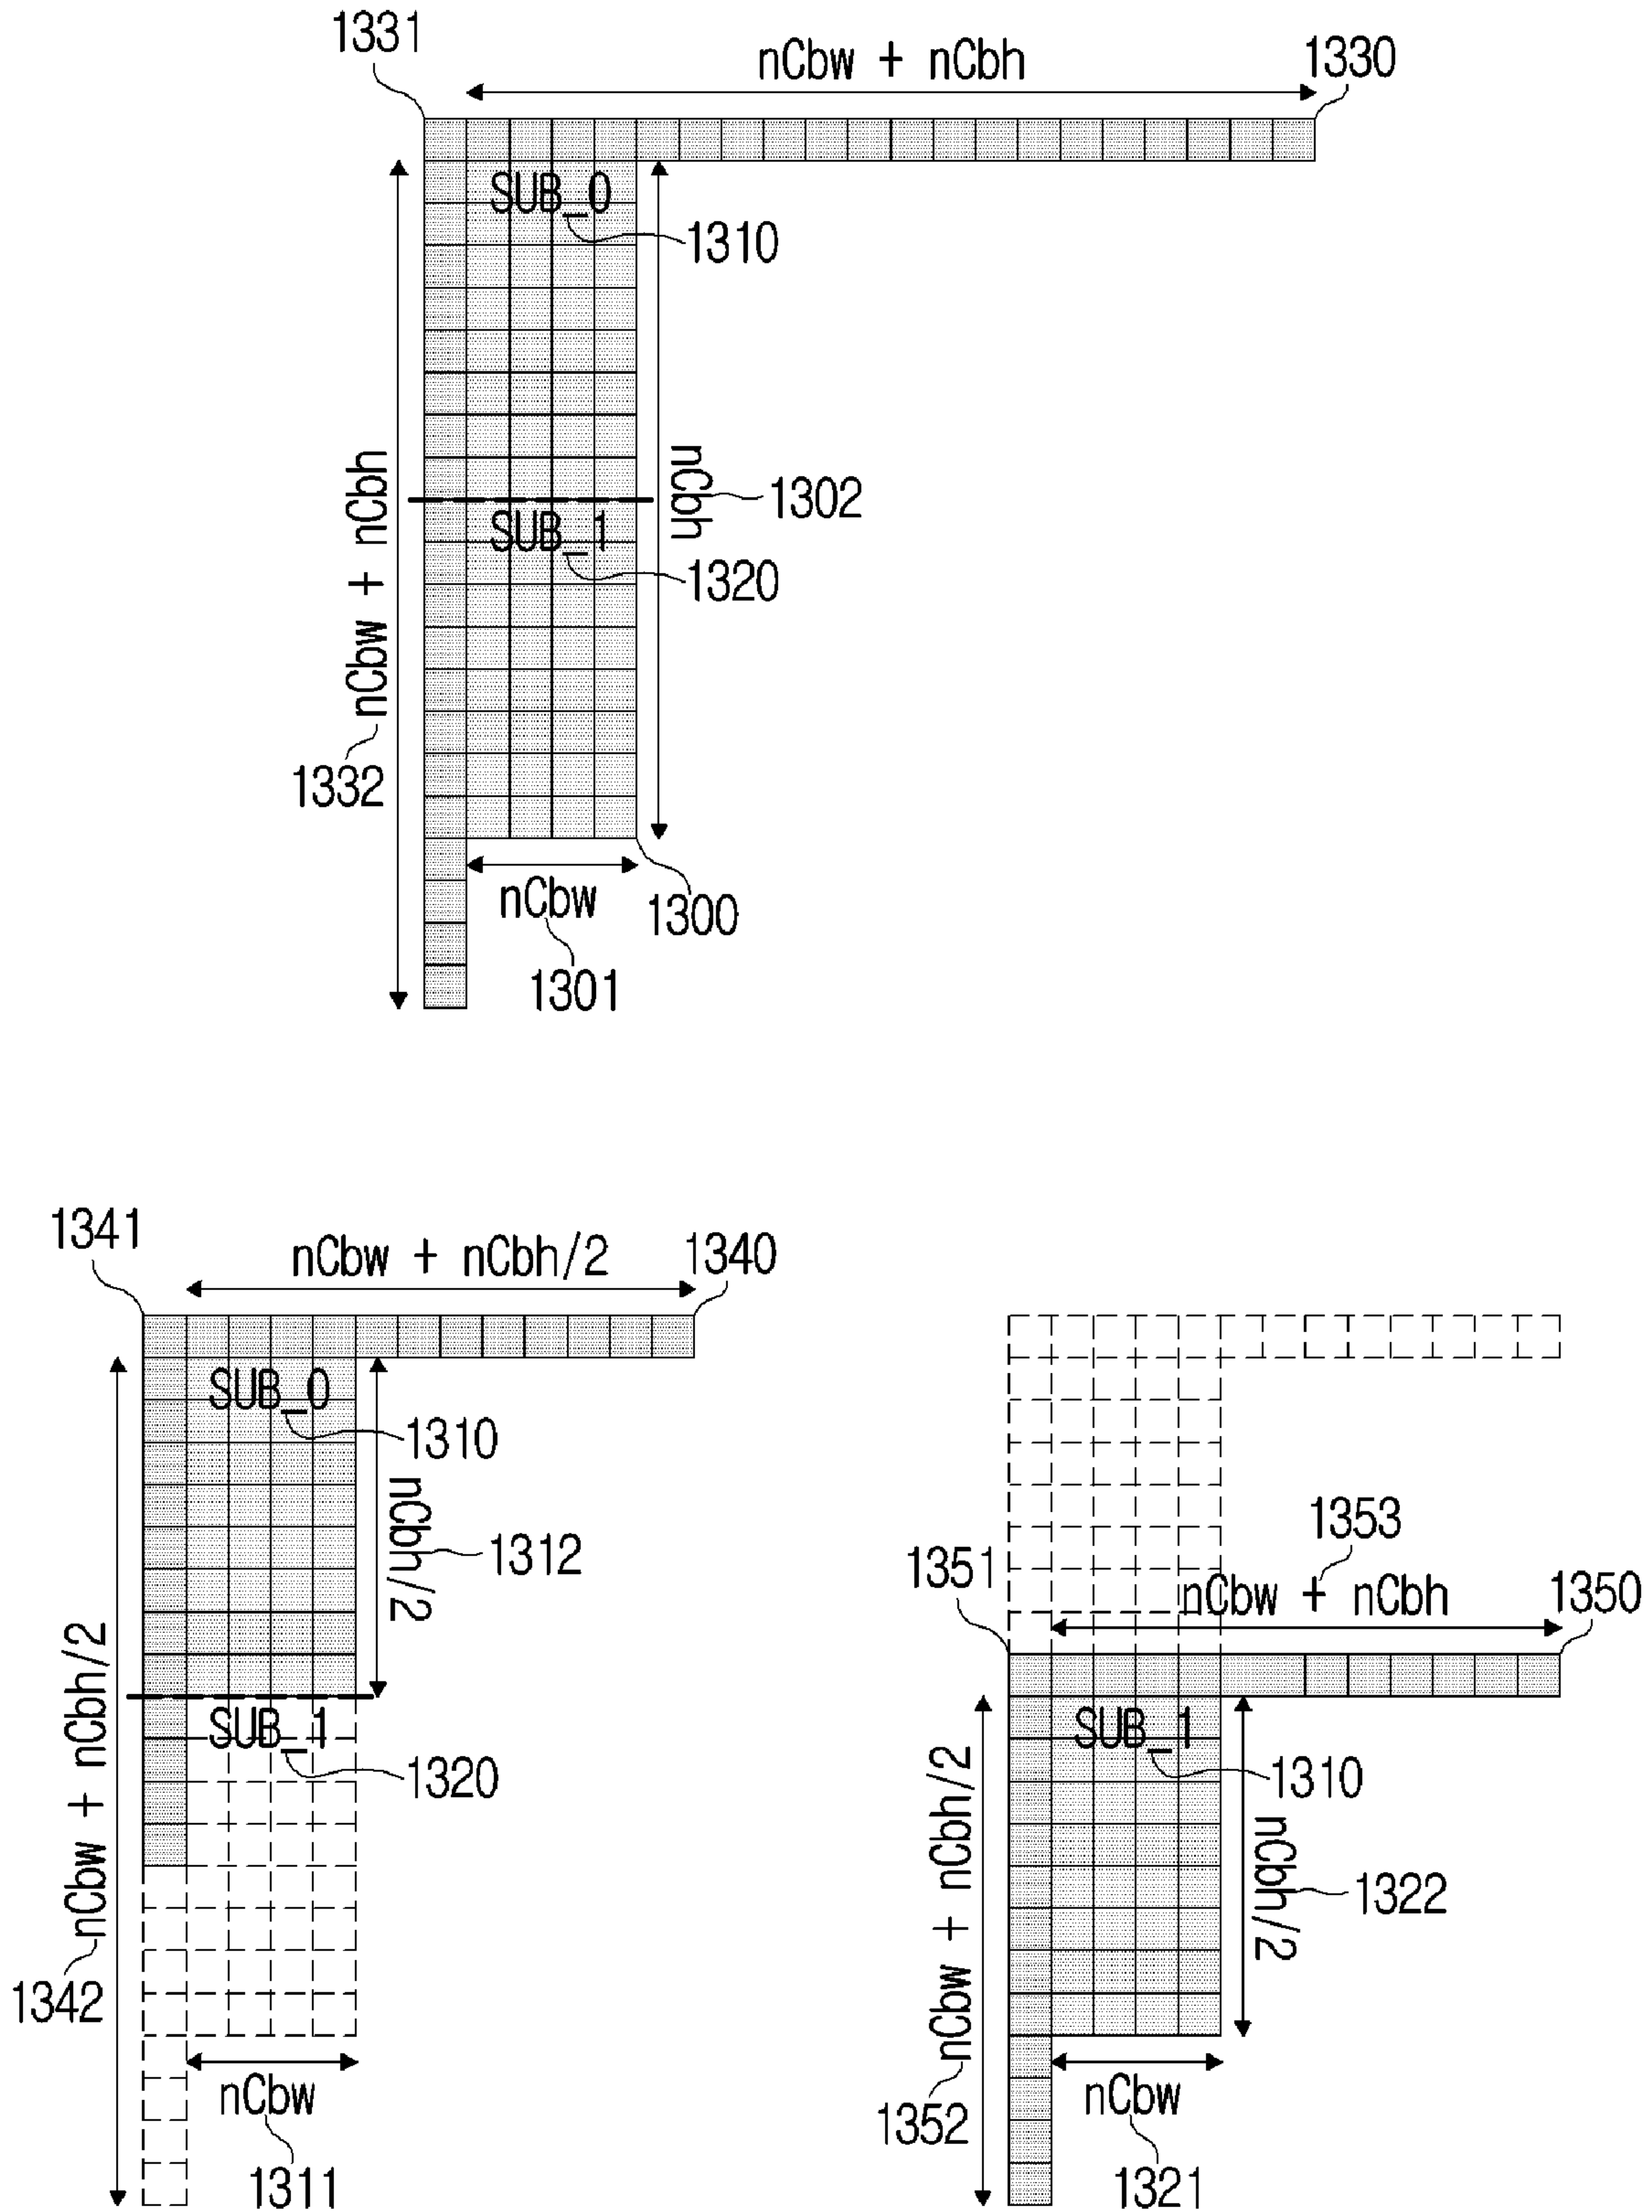 1331
nCbw + nCbh
1330
SUB_0
1310
nCbh
1302
SUB_1
1320
nCbw + nCbh
1332
nCbw
1300
1301
1341
nCbw + nCbh/2
1340
SUB_0
1310
nCbh/2
1312
SUB_1
1320
nCbw + nCbh/2
1342
nCbw
1311
1353
1351
nCbw + nCbh
1350
SUB_1
1310
nCbh/2
1322
nCbw + nCbh/2
1352
nCbw
1321